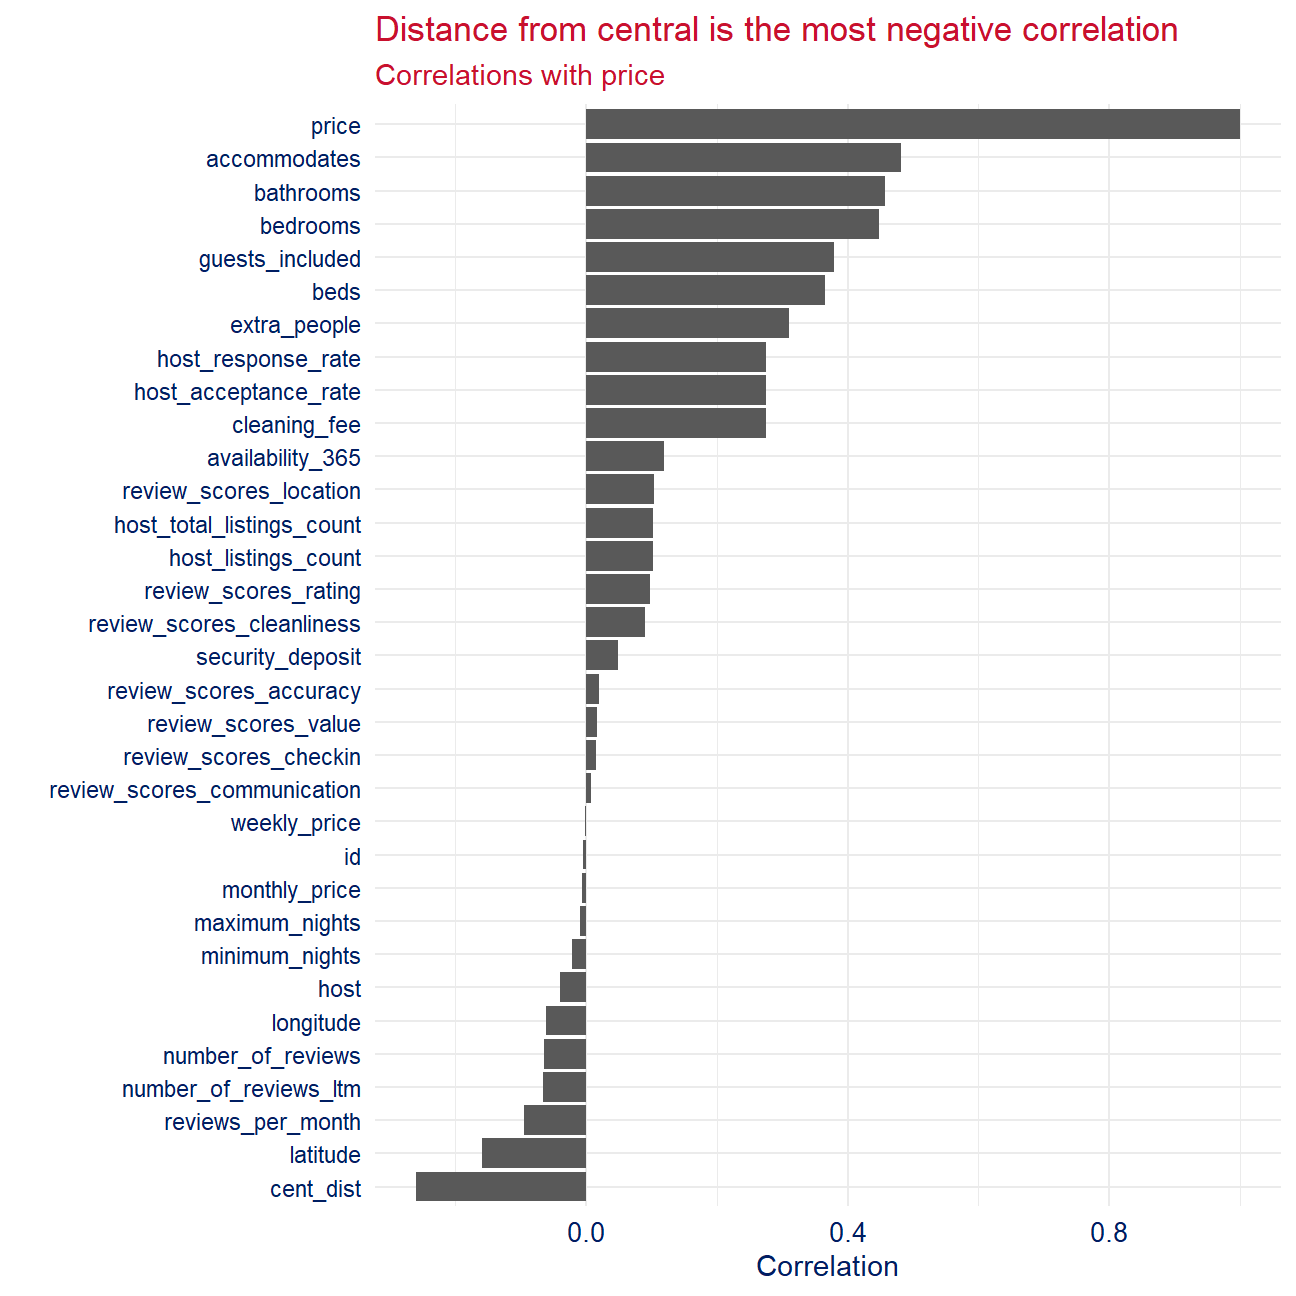 Distance from central is the most negative correlation
Correlations with price
price
accommodates
bathrooms
bedrooms
guests_included
beds
extra_people
host_response_rate
host_acceptance_rate
cleaning_fee
availability_365
review_scores_location
host_total_listings_count
host_listings_count
review_scores_rating
review_scores_cleanliness
security_deposit
review_scores_accuracy
review_scores_value
review_scores_checkin
review_scores_communication
weekly_price
id
monthly_price
maximum_nights
minimum_nights
host
longitude
number_of_reviews
number_of_reviews_ltm
reviews_per_month
latitude
cent_dist
0.0 0.4 0.8
Correlation